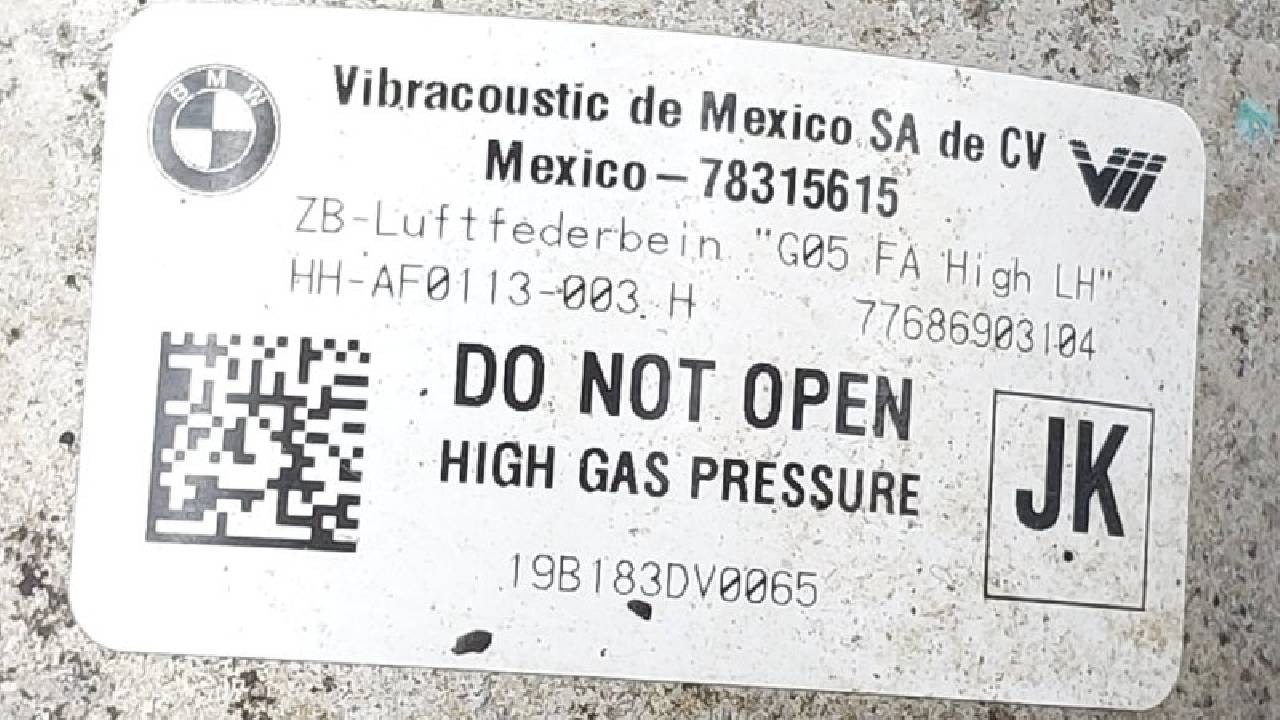 BMW
Vibracoustic de Mexico SA de CV
Mexico – 78315615
ZB-Luftfederbein "G05 FA High LH"
HH-AF0113-003 H 77686903104
DO NOT OPEN
HIGH GAS PRESSURE
JK
19B183DV0065